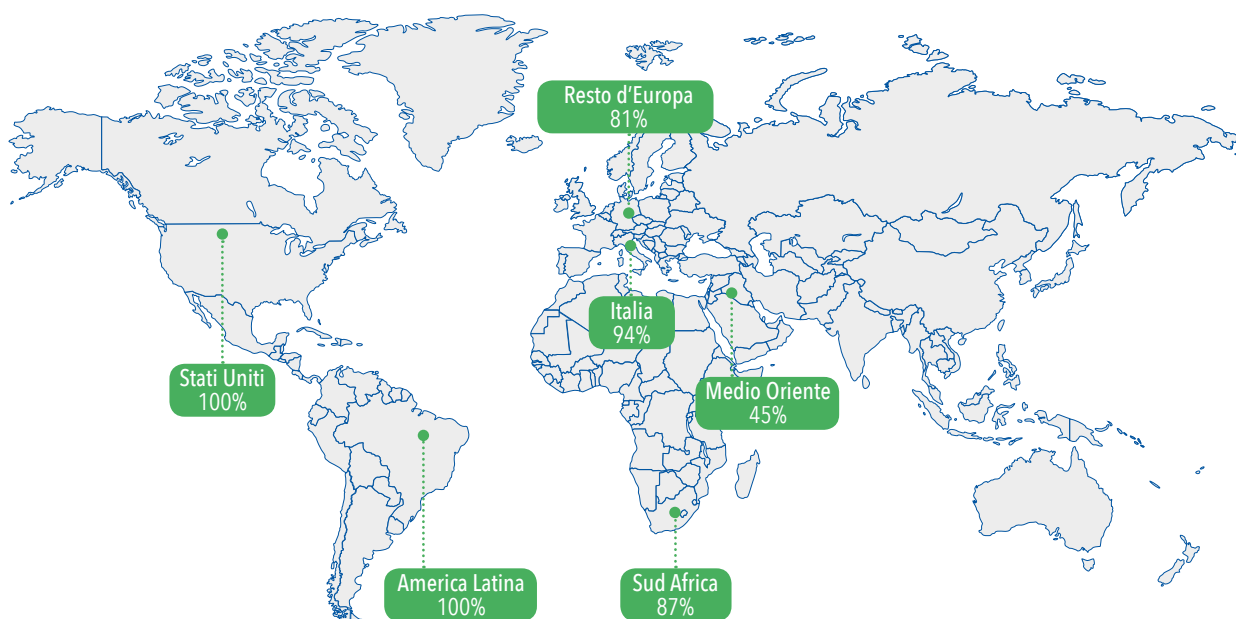 Resto d'Europa
81%
Italia
94%
Stati Uniti
100%
Medio Oriente
45%
America Latina
100%
Sud Africa
87%